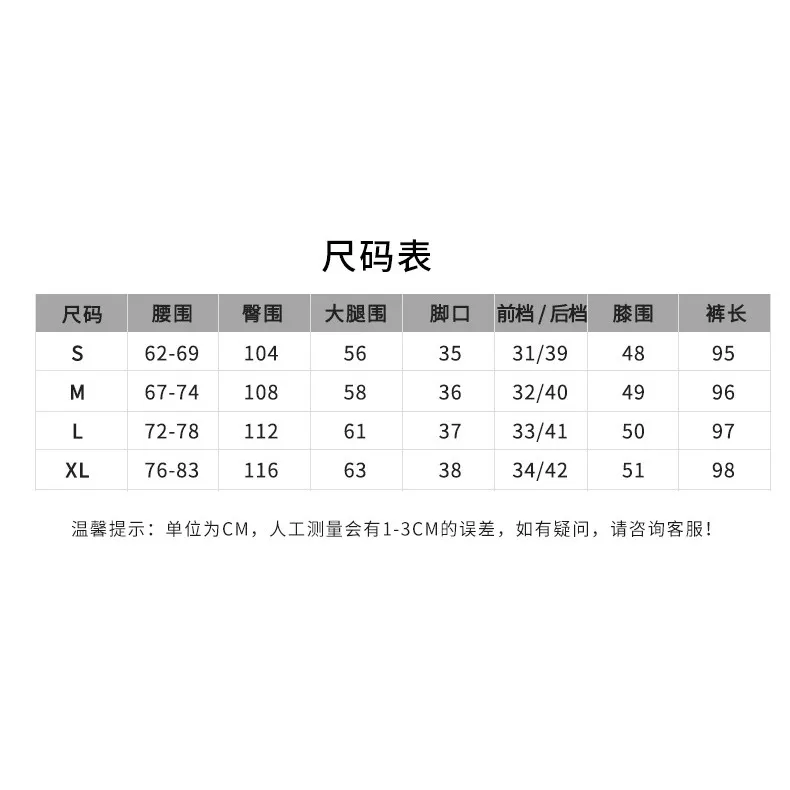 尺码表
尺码 腰围 臀围 大腿围 脚口 前档/后档 膝围 裤长
S 62-69 104 56 35 31/39 48 95
M 67-74 108 58 36 32/40 49 96
L 72-78 112 61 37 33/41 50 97
XL 76-83 116 63 38 34/42 51 98
温馨提示：单位为CM，人工测量会有1-3CM的误差，如有疑问，请咨询客服！